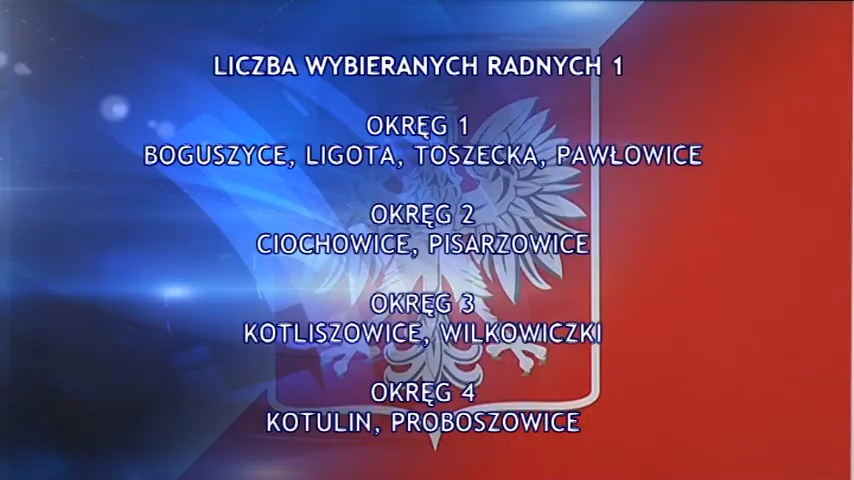 LICZBA WYBIERANYCH RADNYCH 1
OKRĘG 1
BOGUSZYCE, LIGOTA, TOSZECKA, PAWŁOWICE
OKRĘG 2
CIOCHOWICE, PISARZOWICE
OKRĘG 3
KOTLISZOWICE, WILKOWICZKI
OKRĘG 4
KOTULIN, PROBOSZOWICE